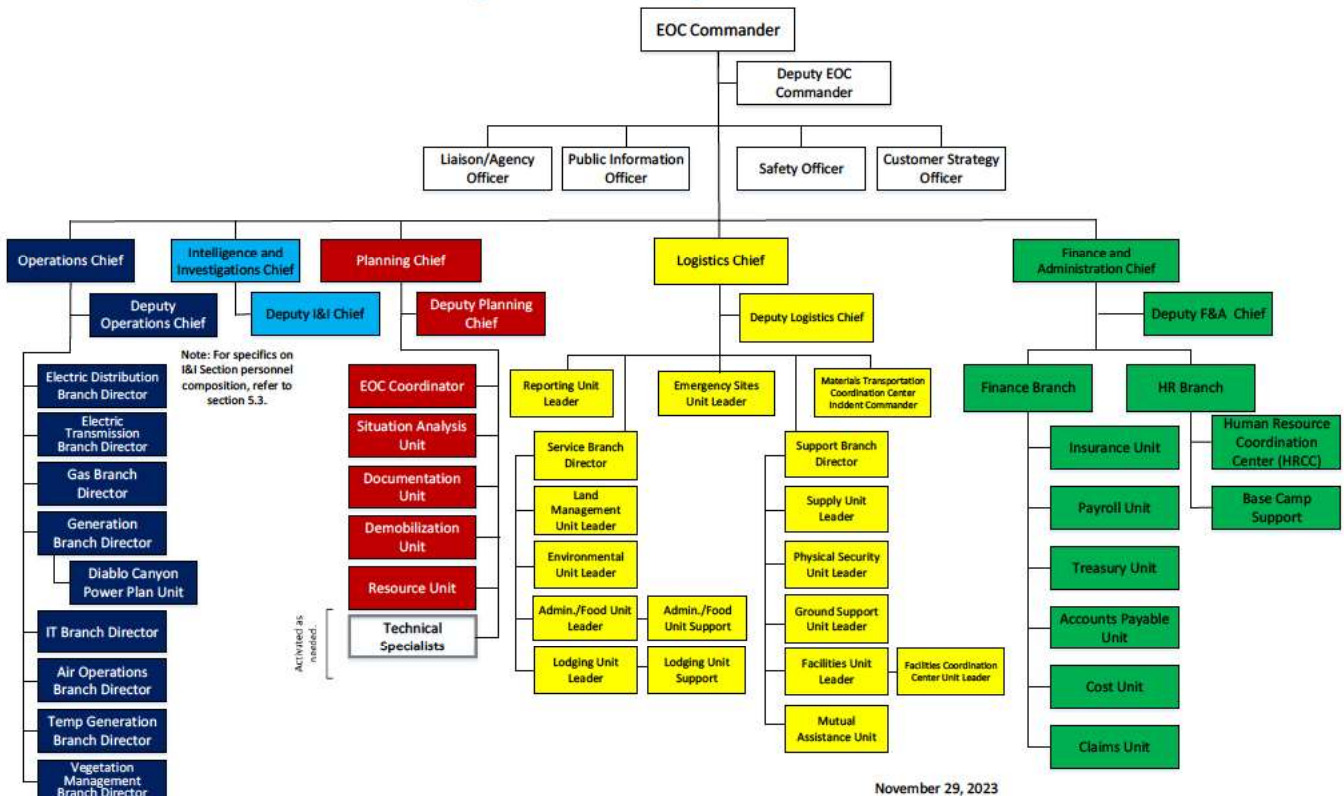 EOC Commander
Deputy EOC
Commander
Liaison/Agency
Officer
Public Information
Officer
Safety Officer
Customer Strategy
Officer
Operations Chief
Intelligence and
Investigations Chief
Planning Chief
Logistics Chief
Finance and
Administration Chief
Deputy
Operations Chief
Deputy I&I Chief
Deputy Planning
Chief
Deputy Logistics Chief
Deputy F&A Chief
Note: For specifics on
I&I Section personnel
composition, refer to
section 5.3.
Electric Distribution
Branch Director
Electric
Transmission
Branch Director
Gas Branch
Director
Generation
Branch Director
Diablo Canyon
Power Plan Unit
IT Branch Director
Air Operations
Branch Director
Temp Generation
Branch Director
Vegetation
Management
Branch Director
EOC Coordinator
Situation Analysis
Unit
Documentation
Unit
Demobilization
Unit
Resource Unit
Activated as
needed.
Technical
Specialists
Reporting Unit
Leader
Emergency Sites
Unit Leader
Materials Transportation
Coordination Center
Incident Commander
Service Branch
Director
Land
Management
Unit Leader
Environmental
Unit Leader
Admin./Food Unit
Leader
Admin./Food
Unit Support
Lodging Unit
Leader
Lodging Unit
Support
Support Branch
Director
Supply Unit
Leader
Physical Security
Unit Leader
Ground Support
Unit Leader
Facilities Unit
Leader
Facilities Coordination
Center Unit Leader
Mutual
Assistance Unit
Finance Branch
HR Branch
Insurance Unit
Payroll Unit
Treasury Unit
Accounts Payable
Unit
Cost Unit
Claims Unit
Human Resource
Coordination
Center (HRCC)
Base Camp
Support
November 29, 2023